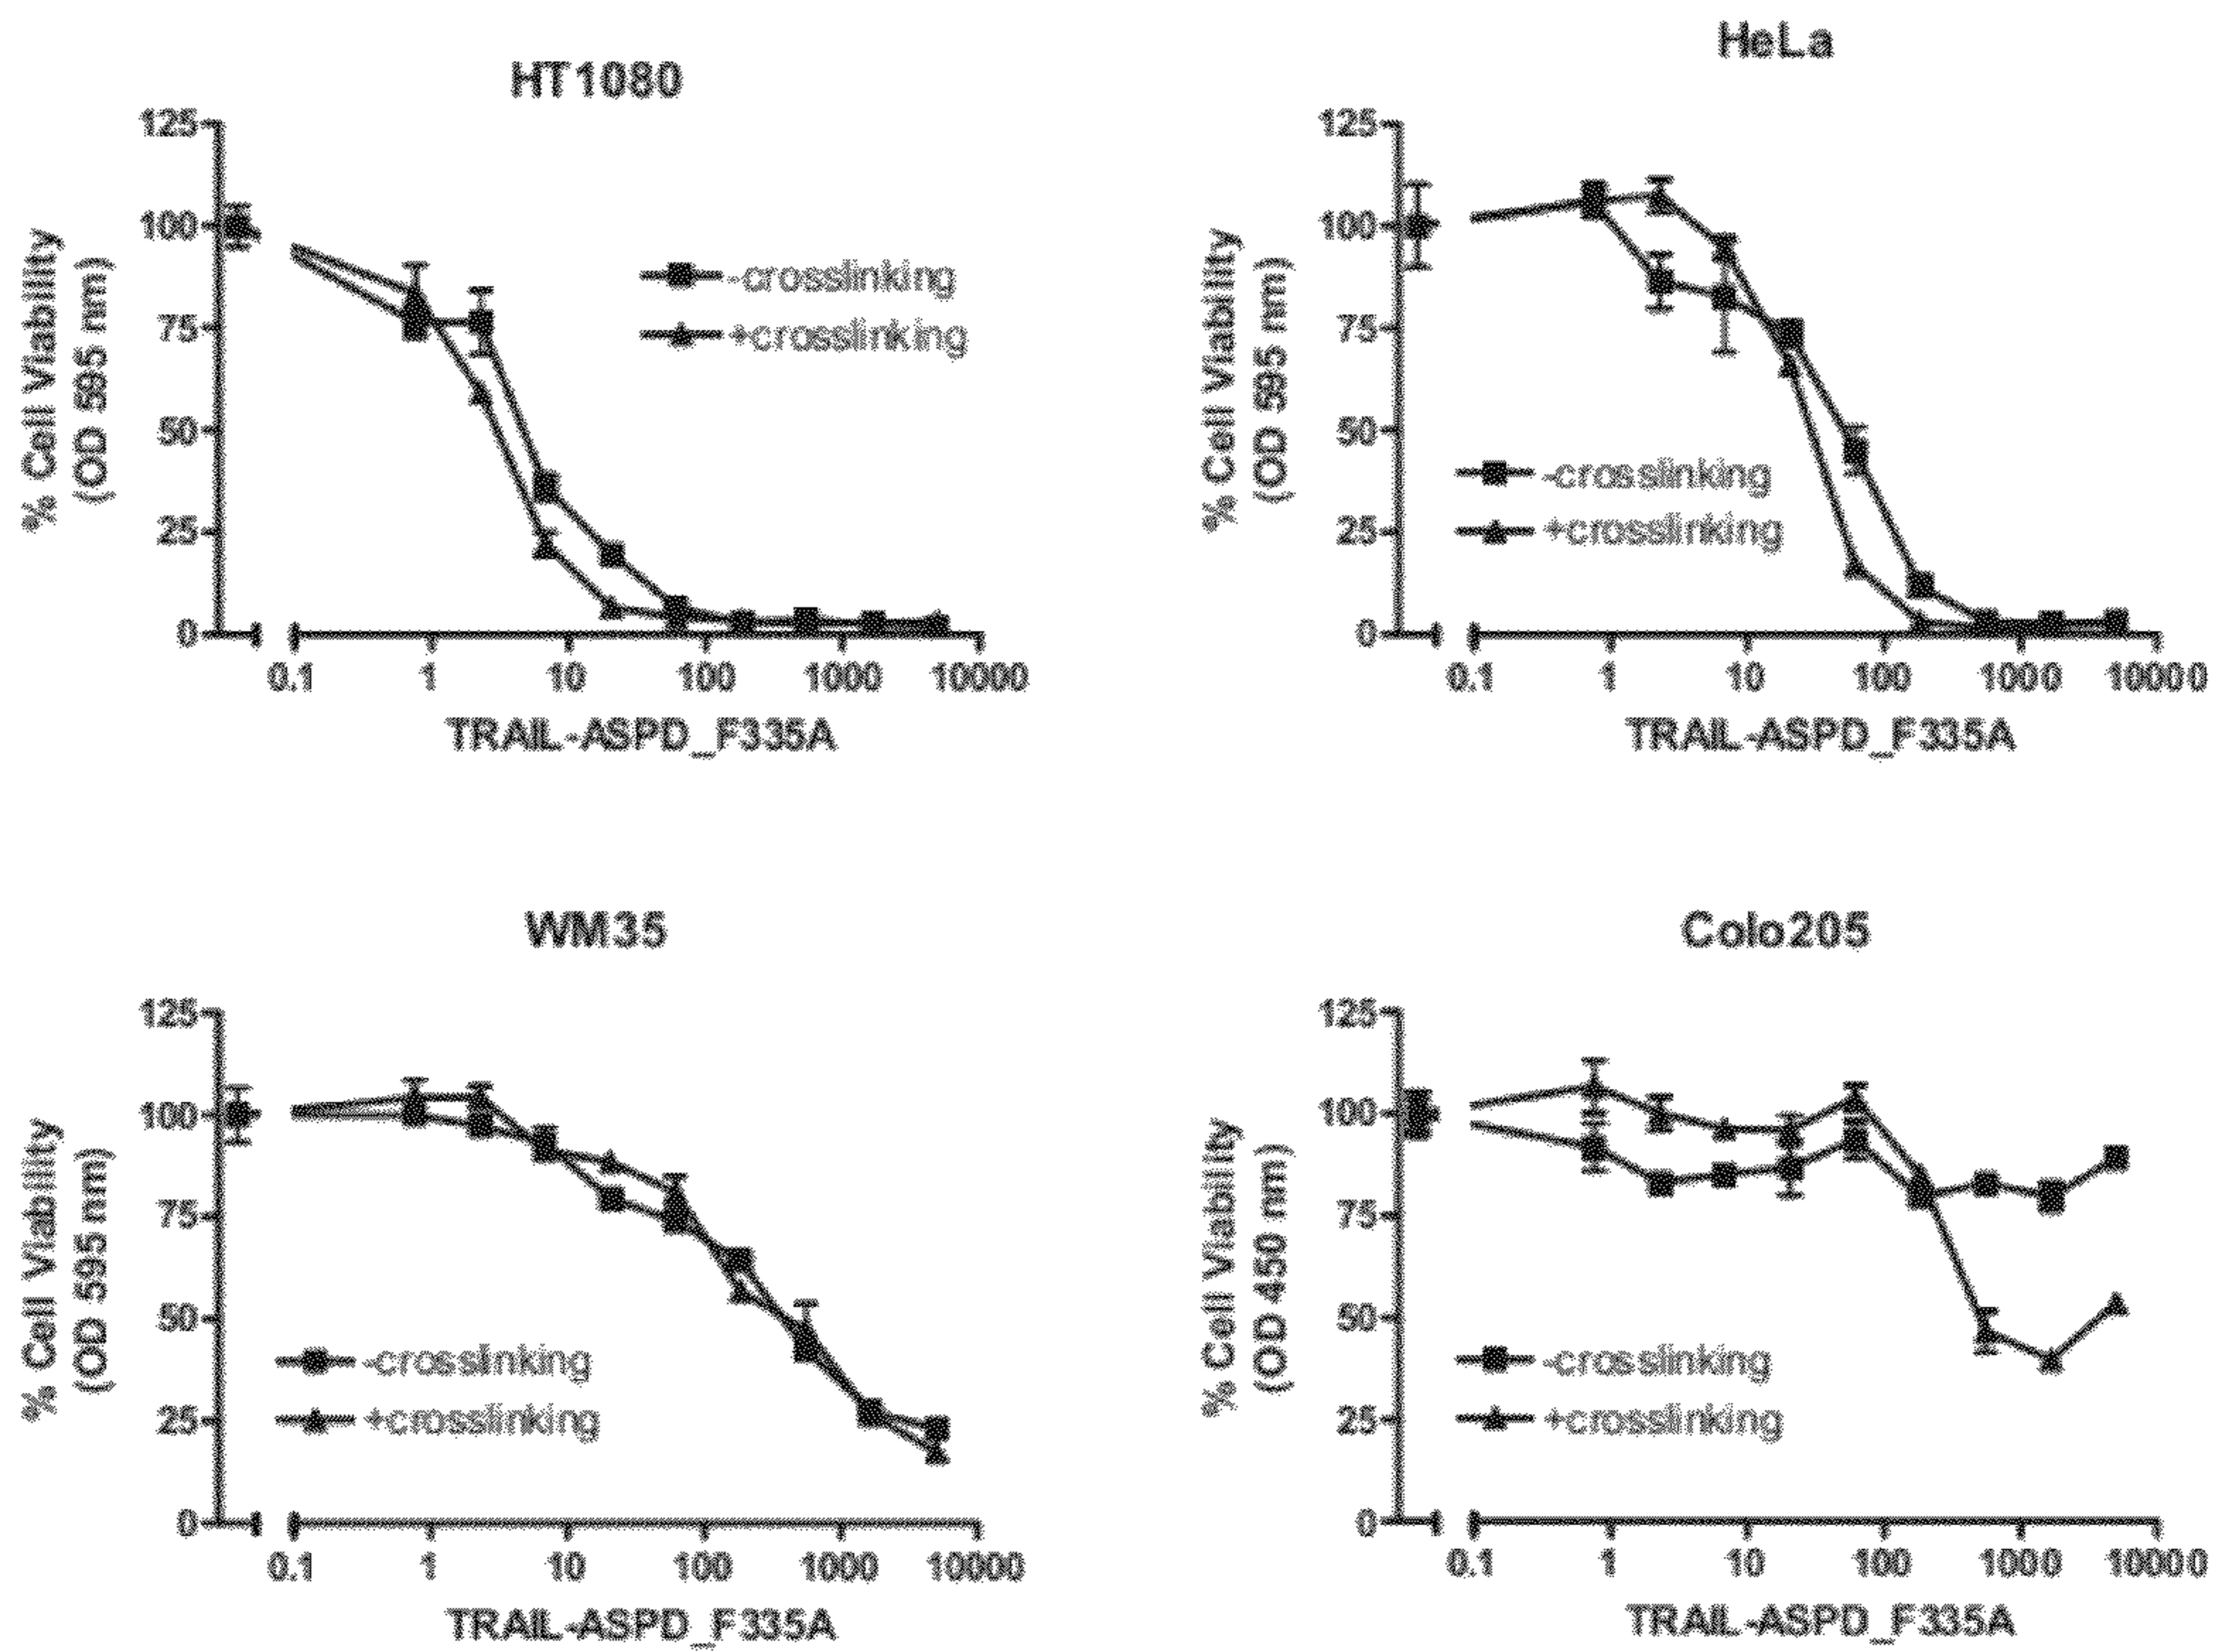 HT1080
125
100
75
50
25
0
% Cell Viability
(OD 595 nm)
-crosslinking
+crosslinking
0.1 1 10 100 1000 10000
TRAIL-ASPD_F335A
HeLa
125
100
75
50
25
0
% Cell Viability
(OD 595 nm)
-crosslinking
+crosslinking
0.1 1 10 100 1000 10000
TRAIL-ASPD_F335A
WM35
125
100
75
50
25
0
% Cell Viability
(OD 595 nm)
-crosslinking
+crosslinking
0.1 1 10 100 1000 10000
TRAIL-ASPD_F335A
Colo205
125
100
75
50
25
0
% Cell Viability
(OD 450 nm)
-crosslinking
+crosslinking
0.1 1 10 100 1000 10000
TRAIL-ASPD_F335A